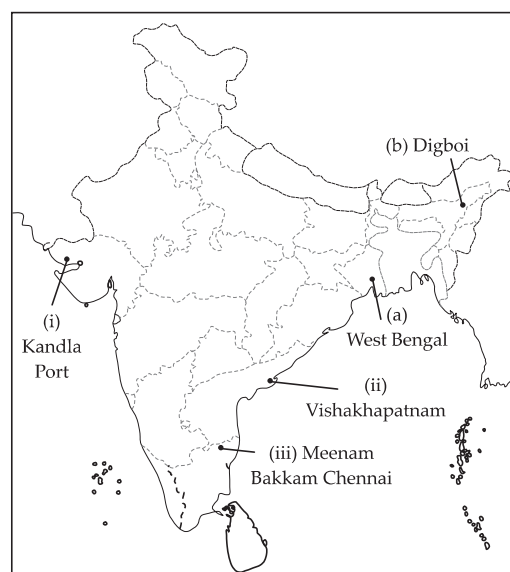 (b) Digboi
(i)
Kandla
Port
(a)
West Bengal
(ii)
Vishakhapatnam
(iii) Meenam
Bakkam Chennai